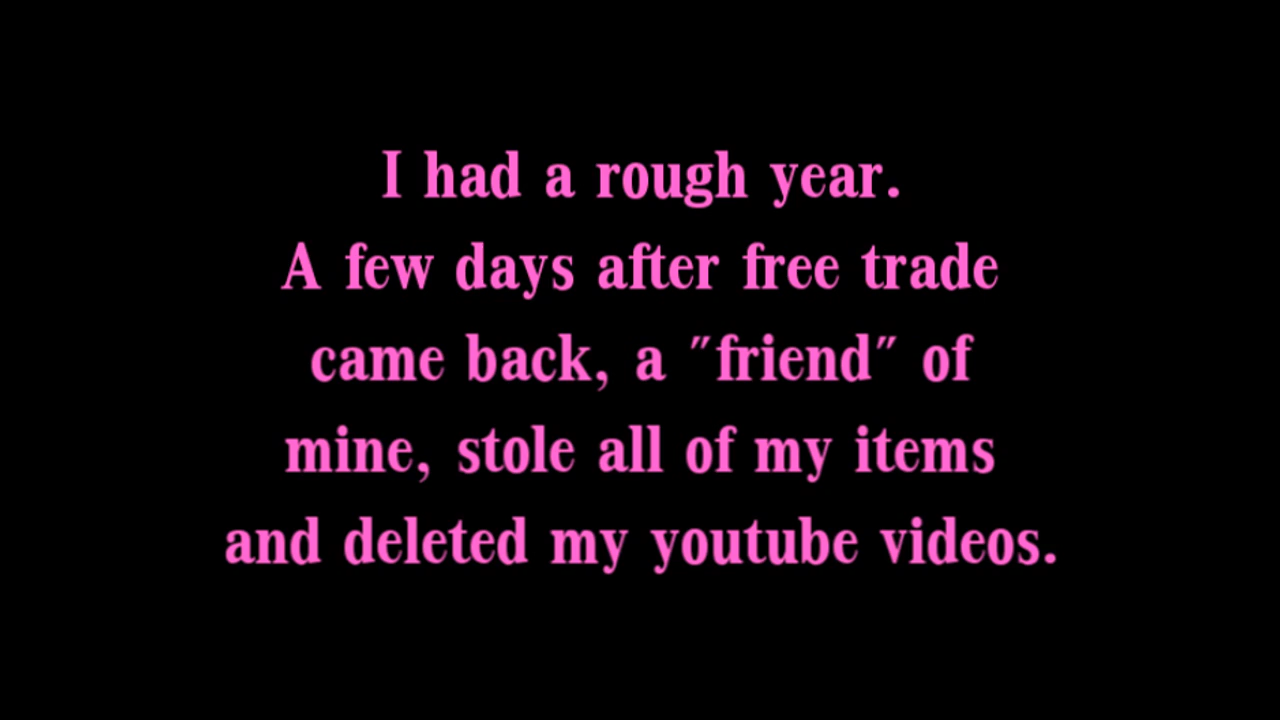 I had a rough year.
A few days after free trade
came back, a "friend" of
mine, stole all of my items
and deleted my youtube videos.